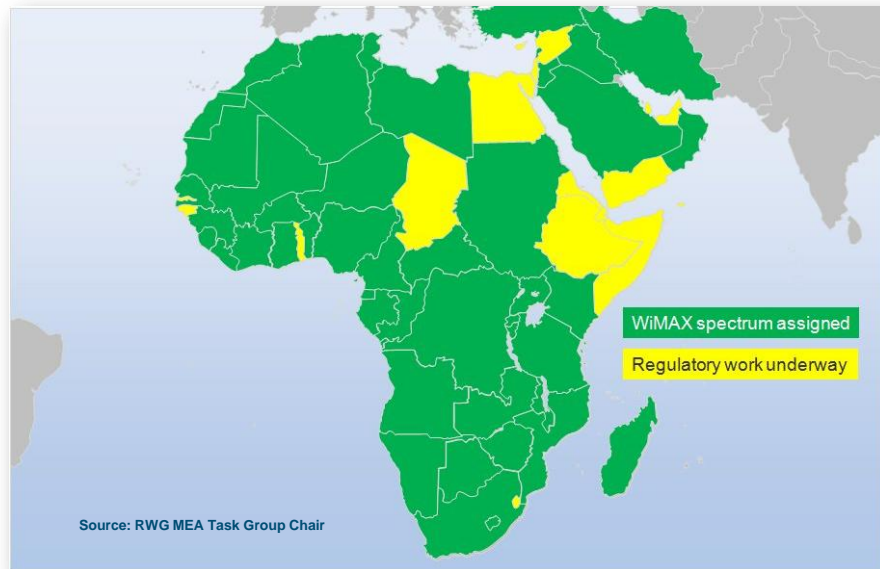 WiMAX spectrum assigned
Regulatory work underway
Source: RWG MEA Task Group Chair